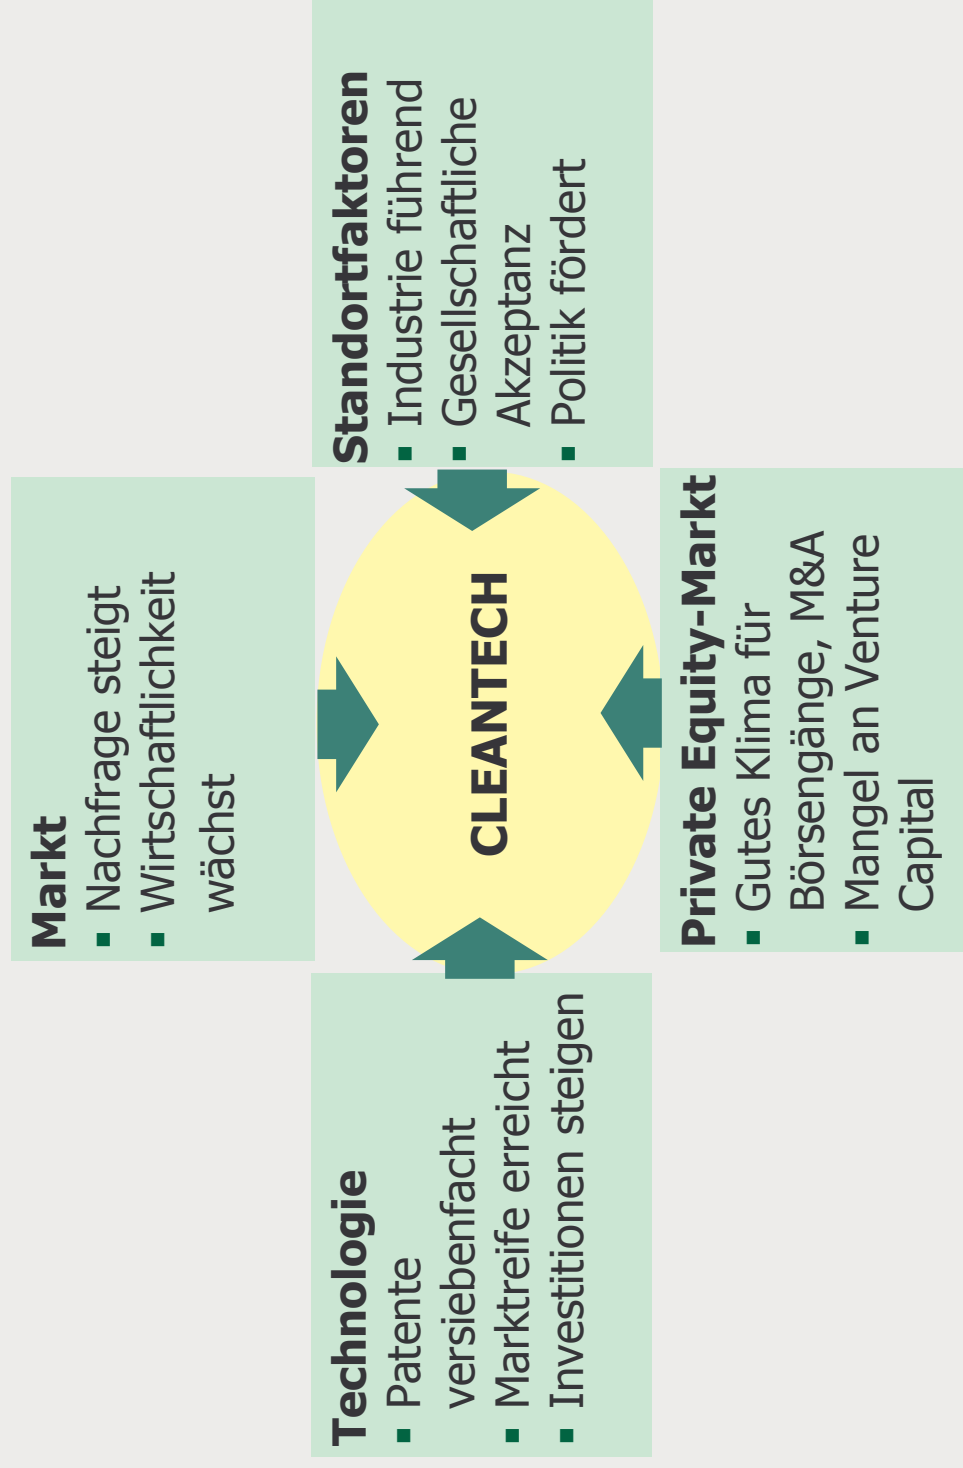 Markt
▪ Nachfrage steigt
▪ Wirtschaftlichkeit
wächst
Technologie
▪ Patente
versiebenfacht
▪ Marktreife erreicht
▪ Investitionen steigen
CLEANTECH
Standortfaktoren
▪ Industrie führend
▪ Gesellschaftliche
Akzeptanz
▪ Politik fördert
Private Equity-Markt
▪ Gutes Klima für
Börsengänge, M&A
▪ Mangel an Venture
Capital